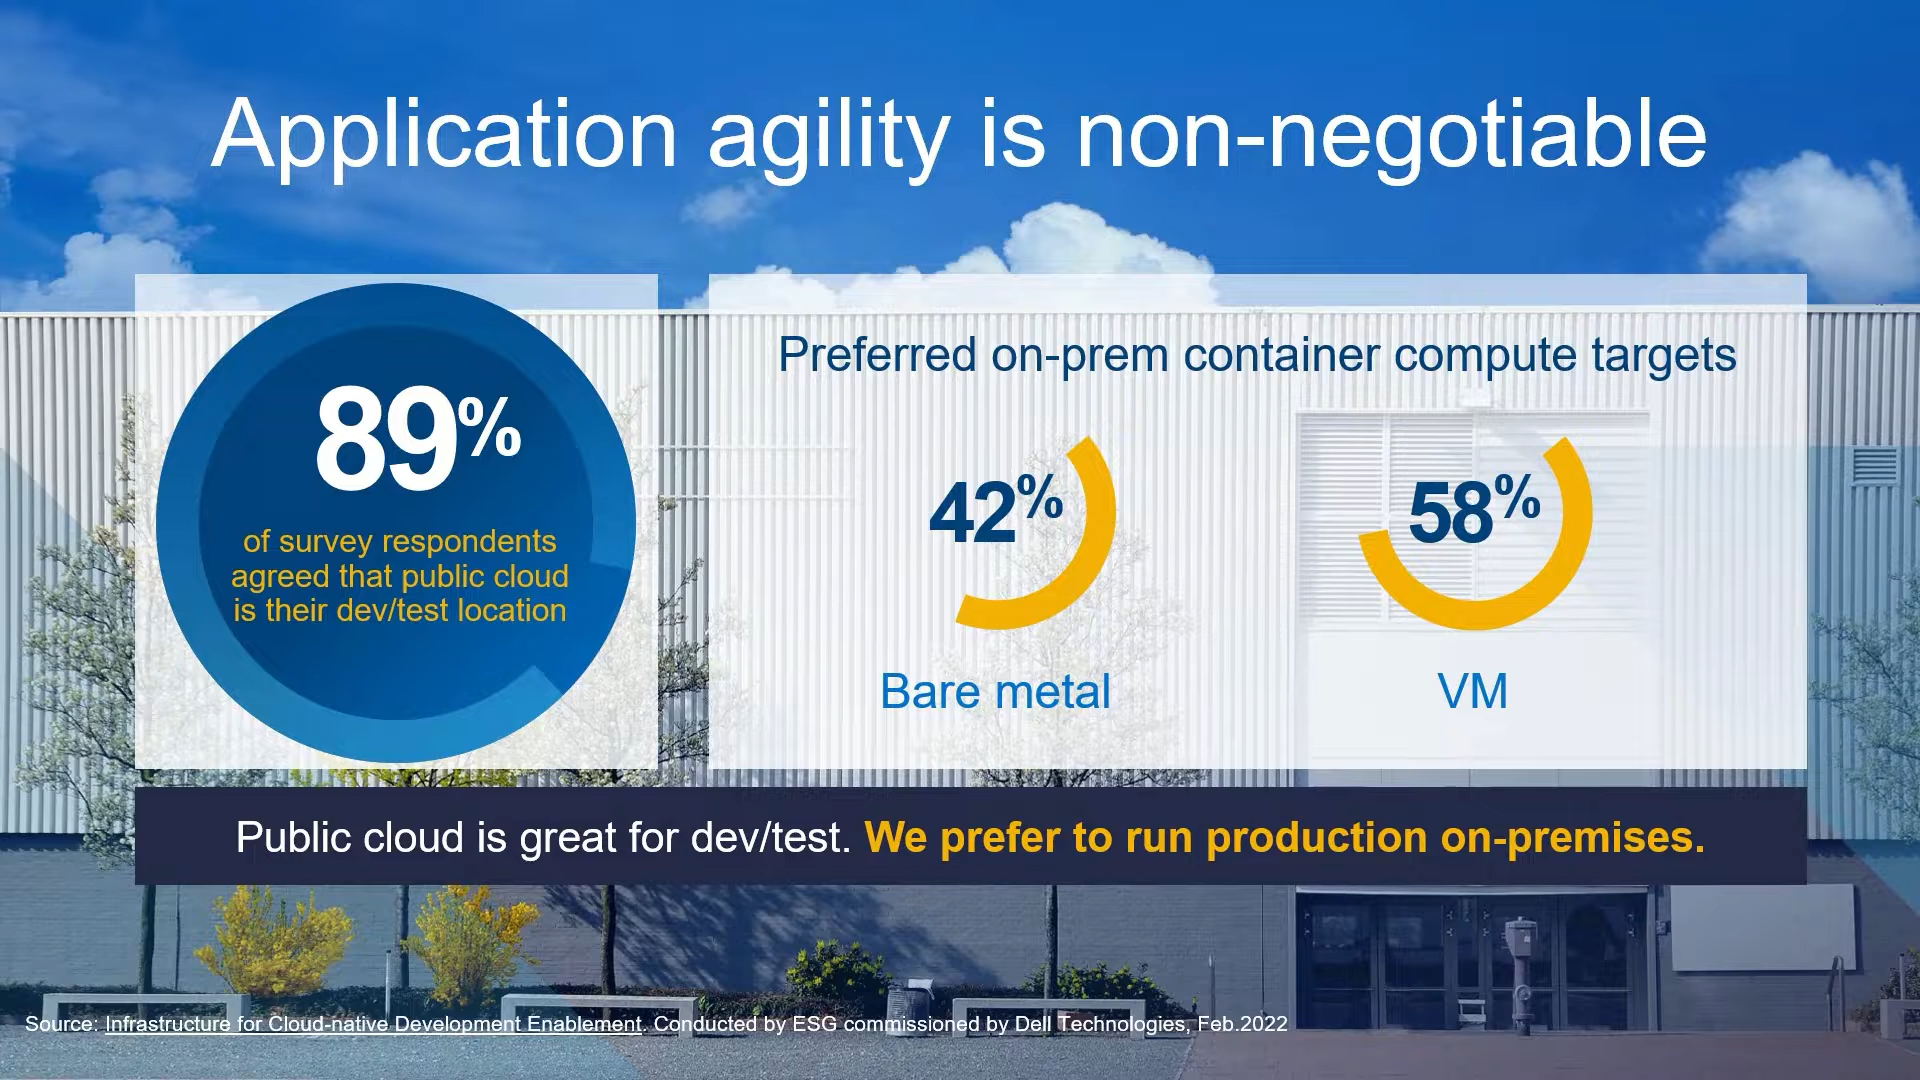 Application agility is non-negotiable
89%
of survey respondents
agreed that public cloud
is their dev/test location
Preferred on-prem container compute targets
42%
Bare metal
58%
VM
Public cloud is great for dev/test. We prefer to run production on-premises.
Source: Infrastructure for Cloud-native Development Enablement. Conducted by ESG commissioned by Dell Technologies, Feb.2022